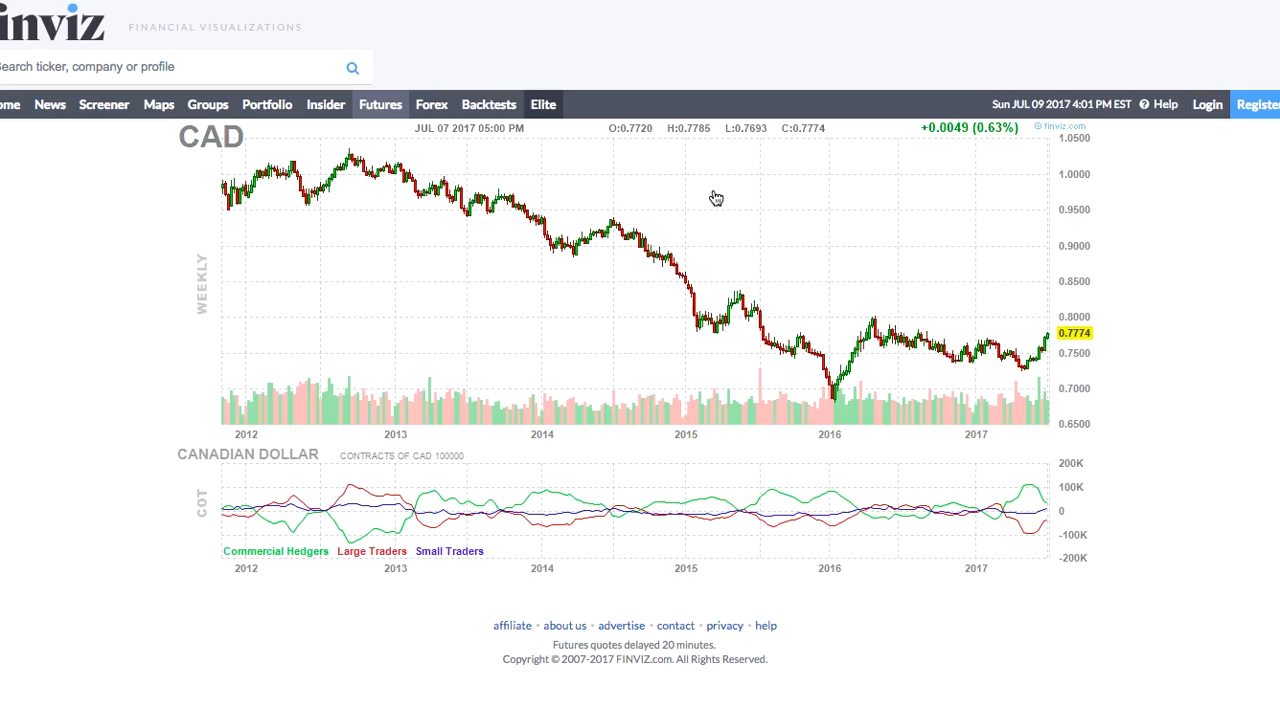 inviz FINANCIAL VISUALIZATIONS
Search ticker, company or profile
ome News Screener Maps Groups Portfolio Insider Futures Forex Backtests Elite Sun JUL 09 2017 4:01 PM EST Help Login Register
CAD JUL 07 2017 05:00 PM O:0.7720 H:0.7785 L:0.7693 C:0.7774 +0.0049 (0.63%) © finviz.com
1.0500
1.0000
0.9500
0.9000
0.8500
0.8000
0.7774
0.7500
0.7000
0.6500
WEEKLY
2012 2013 2014 2015 2016 2017
CANADIAN DOLLAR CONTRACTS OF CAD 100000
200K
100K
0
-100K
-200K
COT
Commercial Hedgers Large Traders Small Traders
2012 2013 2014 2015 2016 2017
affiliate • about us • advertise • contact • privacy • help
Futures quotes delayed 20 minutes.
Copyright © 2007-2017 FINVIZ.com. All Rights Reserved.